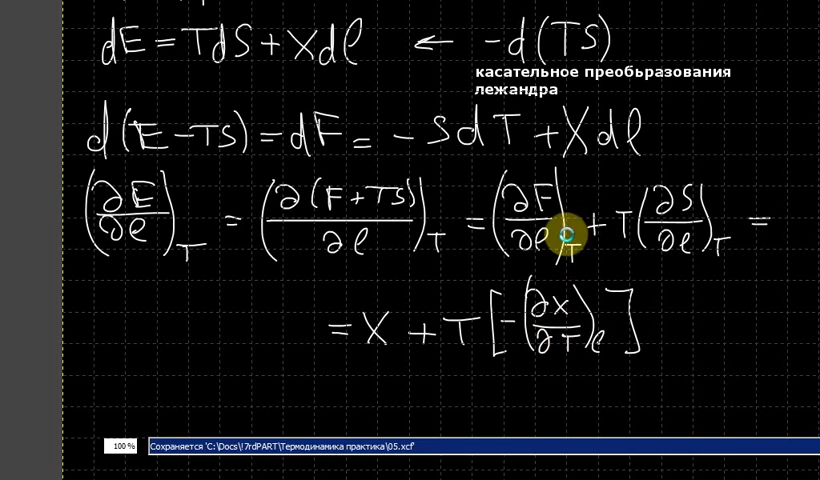 dE = TdS + Xdl ← -d(TS)
касательное преобьразования
лежандра
d(E-TS) = dF = -SdT + Xdl
(∂E/∂l)_T = (∂(F+TS)/∂l)_T = (∂F/∂l)_T + T(∂S/∂l)_T =
= X + T[-(∂X/∂T)_l]
100 % Сохраняется 'C:\Docs\!7rdPART\Термодинамика практика\05.xcf'